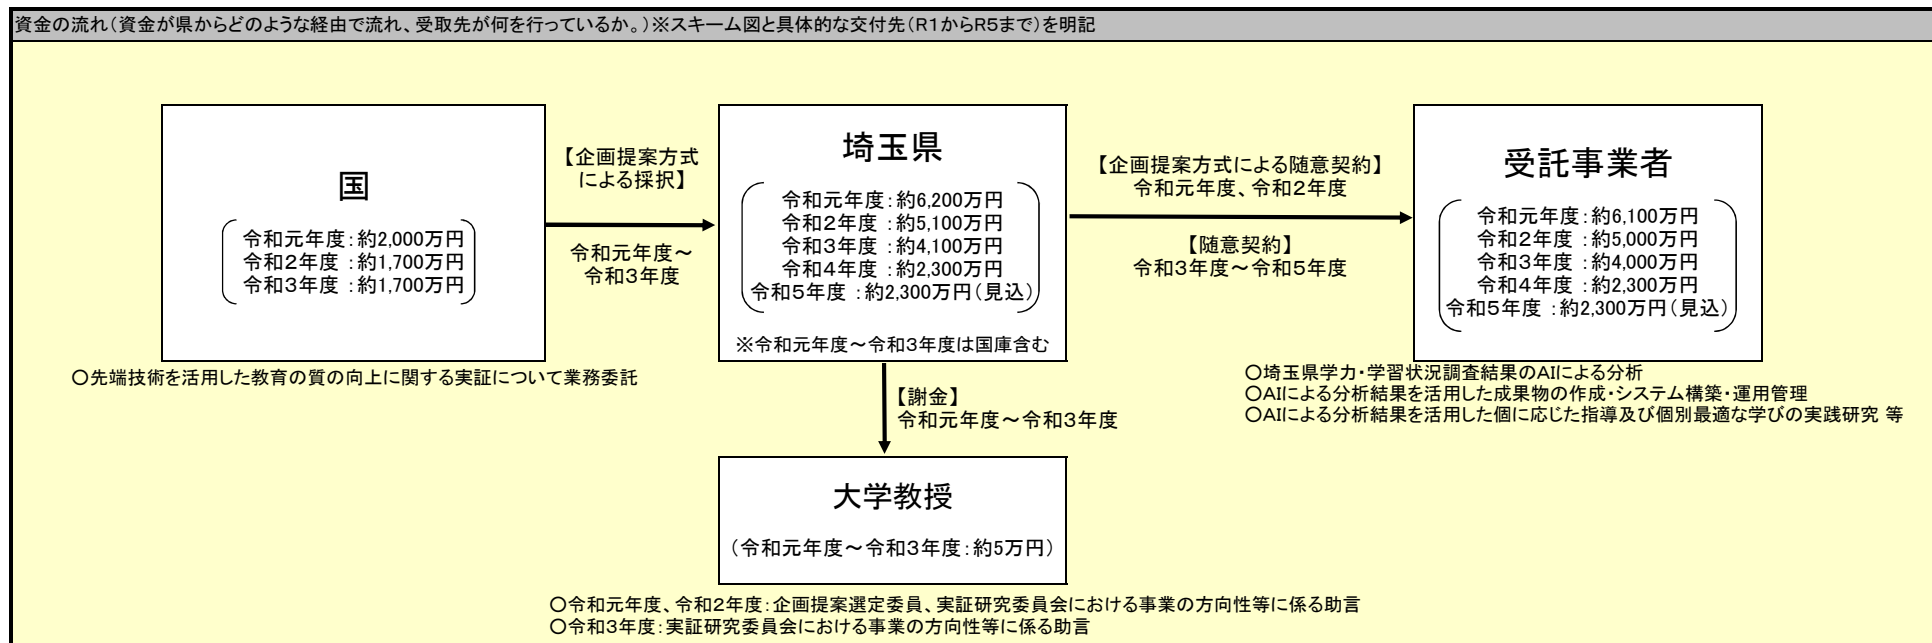 資金の流れ(資金が県からどのような経由で流れ、受取先が何を行っているか。)※スキーム図と具体的な交付先(R1からR5まで)を明記
国
令和元年度:約2,000万円
令和2年度 :約1,700万円
令和3年度 :約1,700万円
【企画提案方式
による採択】
令和元年度~
令和3年度
埼玉県
令和元年度:約6,200万円
令和2年度:約5,100万円
令和3年度:約4,100万円
令和4年度:約2,300万円
令和5年度 :約2,300万円(見込)
※令和元年度~令和3年度は国庫含む
【企画提案方式による随意契約】
令和元年度、令和2年度
【随意契約】
令和3年度~令和5年度
受託事業者
令和元年度:約6,100万円
令和2年度:約5,000万円
令和3年度:約4,000万円
令和4年度:約2,300万円
令和5年度 :約2,300万円(見込)
○先端技術を活用した教育の質の向上に関する実証について業務委託
○埼玉県学力・学習状況調査結果のAIによる分析
○AIによる分析結果を活用した成果物の作成・システム構築・運用管理
○AIによる分析結果を活用した個に応じた指導及び個別最適な学びの実践研究 等
【謝金】
令和元年度~令和3年度
大学教授
(令和元年度~令和3年度:約5万円)
○令和元年度、令和2年度:企画提案選定委員、実証研究委員会における事業の方向性等に係る助言
○令和3年度:実証研究委員会における事業の方向性等に係る助言